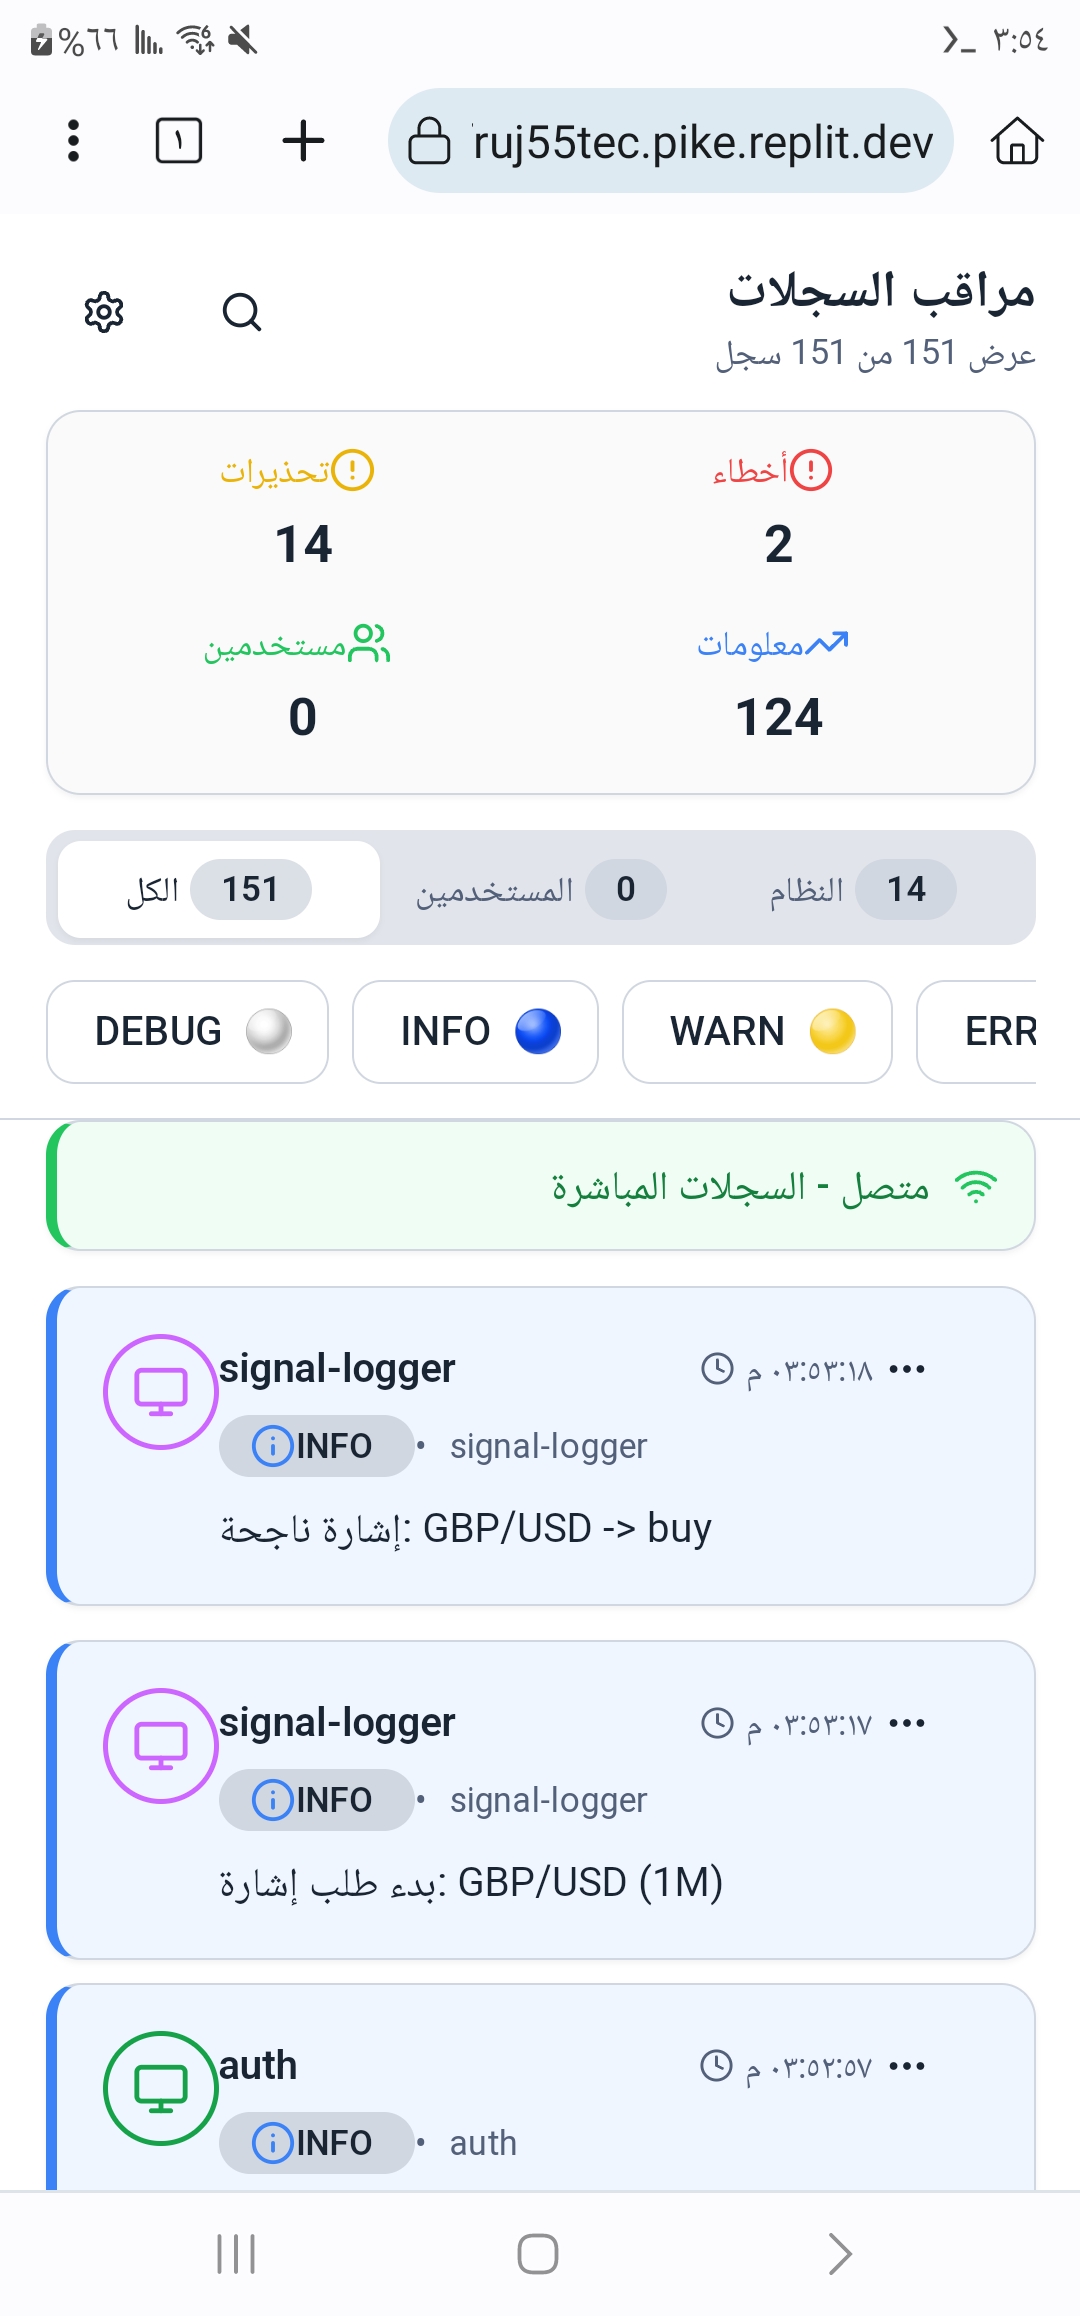 %٦٦
٣:٥٤
ruj55tec.pike.replit.dev
١
مراقب السجلات
عرض 151 من 151 سجل
أخطاء
2
تحذيرات
14
معلومات
124
مستخدمين
0
النظام 14
المستخدمين 0
الكل 151
DEBUG
INFO
WARN
ERR
متصل - السجلات المباشرة
signal-logger
٠٣:٥٣:١٨ م
INFO • signal-logger
إشارة ناجحة: GBP/USD -> buy
signal-logger
٠٣:٥٣:١٧ م
INFO • signal-logger
بدء طلب إشارة: GBP/USD (1M)
auth
٠٣:٥٢:٥٧ م
INFO • auth